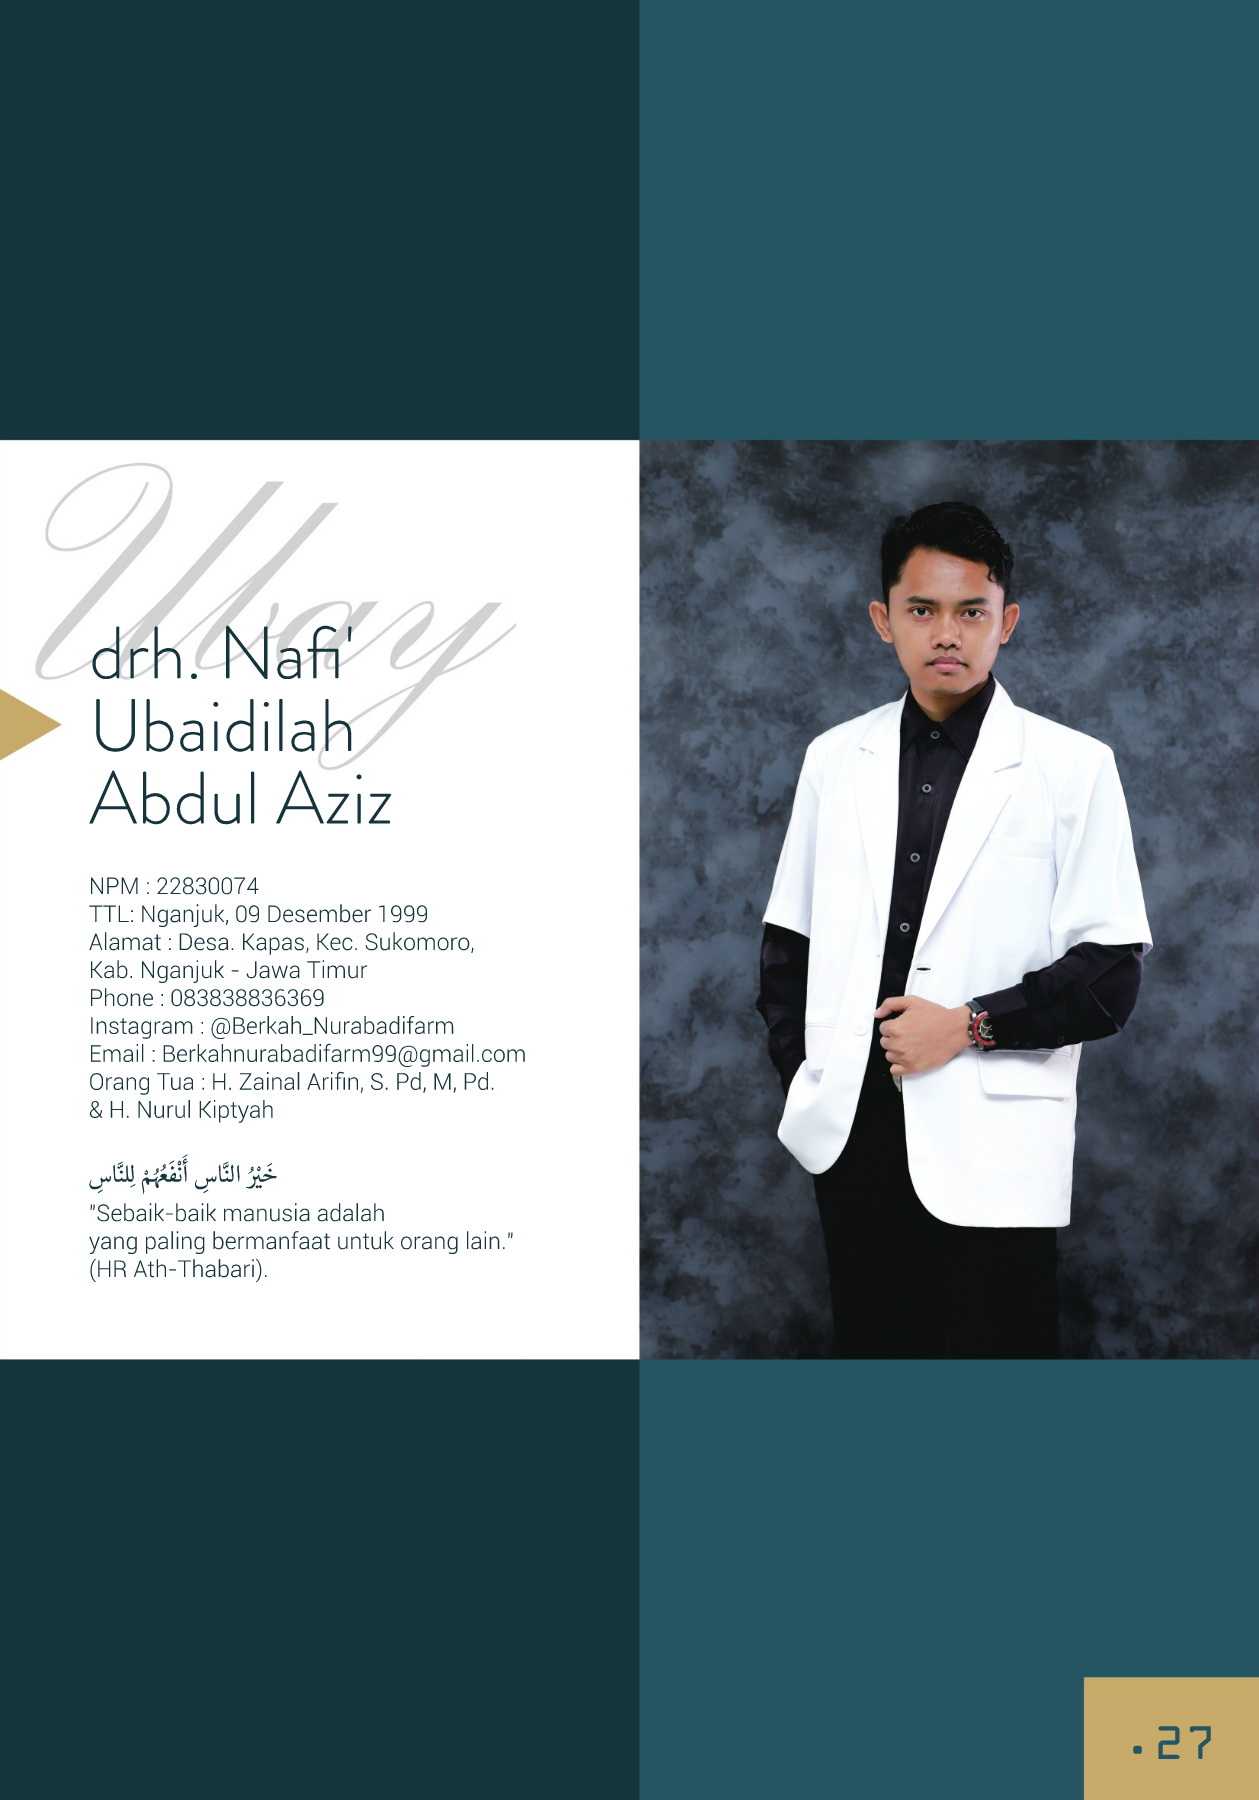 Ubay
drh. Nafi'
Ubaidilah
Abdul Aziz
NPM : 22830074
TTL: Nganjuk, 09 Desember 1999
Alamat : Desa. Kapas, Kec. Sukomoro,
Kab. Nganjuk - Jawa Timur
Phone : 083838836369
Instagram : @Berkah_Nurabadifarm
Email : Berkahnurabadifarm99@gmail.com
Orang Tua : H. Zainal Arifin, S. Pd, M, Pd.
& H. Nurul Kiptyah
خَيْرُ النَّاسِ أَنْفَعُهُمْ لِلنَّاسِ
"Sebaik-baik manusia adalah
yang paling bermanfaat untuk orang lain."
(HR Ath-Thabari).
.27